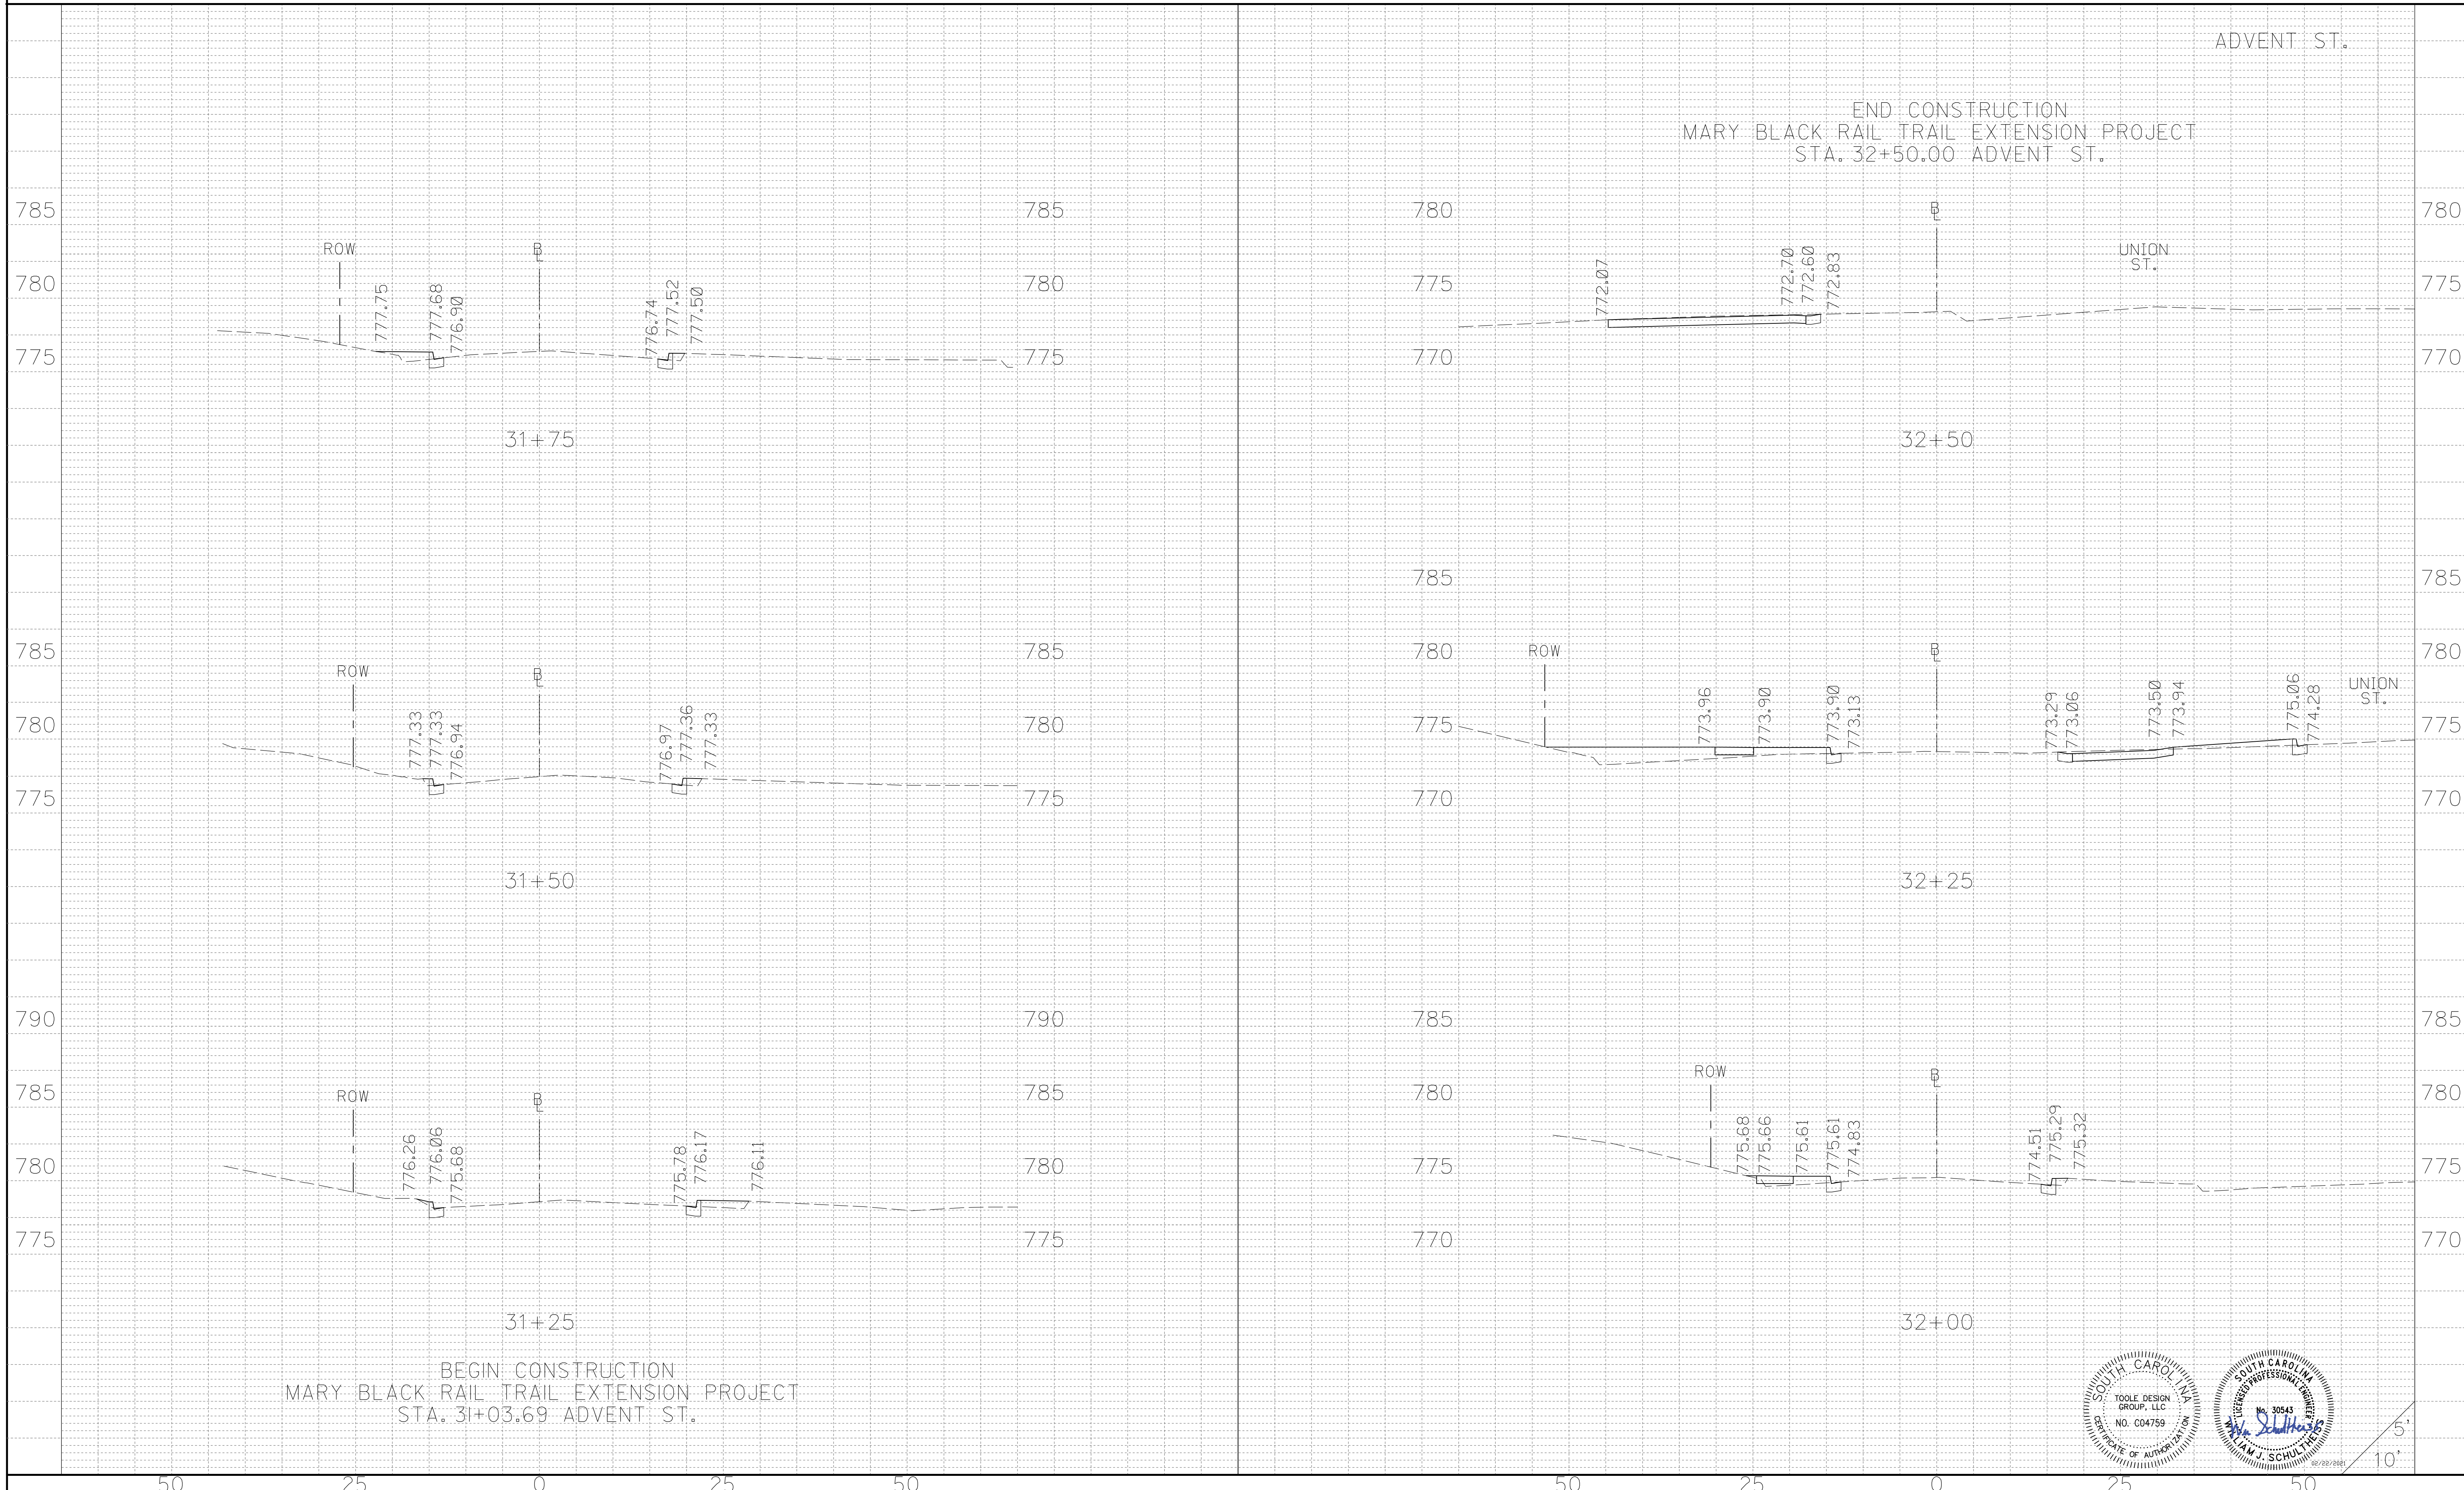 ADVENT ST.
785
785
ROW
B
777.75
777.68
776.90
776.74
777.52
777.50
780
780
775
775
31+75
785
785
ROW
B
777.33
777.33
776.94
776.97
777.36
777.33
780
780
775
775
31+50
790
790
785
785
ROW
B
776.26
776.06
775.68
775.78
776.17
776.11
780
780
775
775
31+25
BEGIN CONSTRUCTION
MARY BLACK RAIL TRAIL EXTENSION PROJECT
STA. 31+03.69 ADVENT ST.
50 25 0 25 50
END CONSTRUCTION
MARY BLACK RAIL TRAIL EXTENSION PROJECT
STA. 32+50.00 ADVENT ST.
780
780
B
UNION
ST.
772.07
772.70
772.60
772.83
775
775
770
770
32+50
785
785
780
780
ROW
B
773.96
773.90
773.90
773.13
773.29
773.06
773.50
773.94
775.06
774.28
UNION
ST.
775
775
770
770
32+25
785
785
780
780
ROW
B
775.68
775.66
775.61
775.61
774.83
774.51
775.29
775.32
775
775
770
770
32+00
SOUTH CAROLINA
TOOLE DESIGN
GROUP, LLC
NO. C04759
CERTIFICATE OF AUTHORIZATION
SOUTH CAROLINA
LICENSED PROFESSIONAL ENGINEER
No. 30543
Wm Schultheiss
WILLIAM J. SCHULTHEISS
02/22/2021
5'
10'
50 25 0 25 50